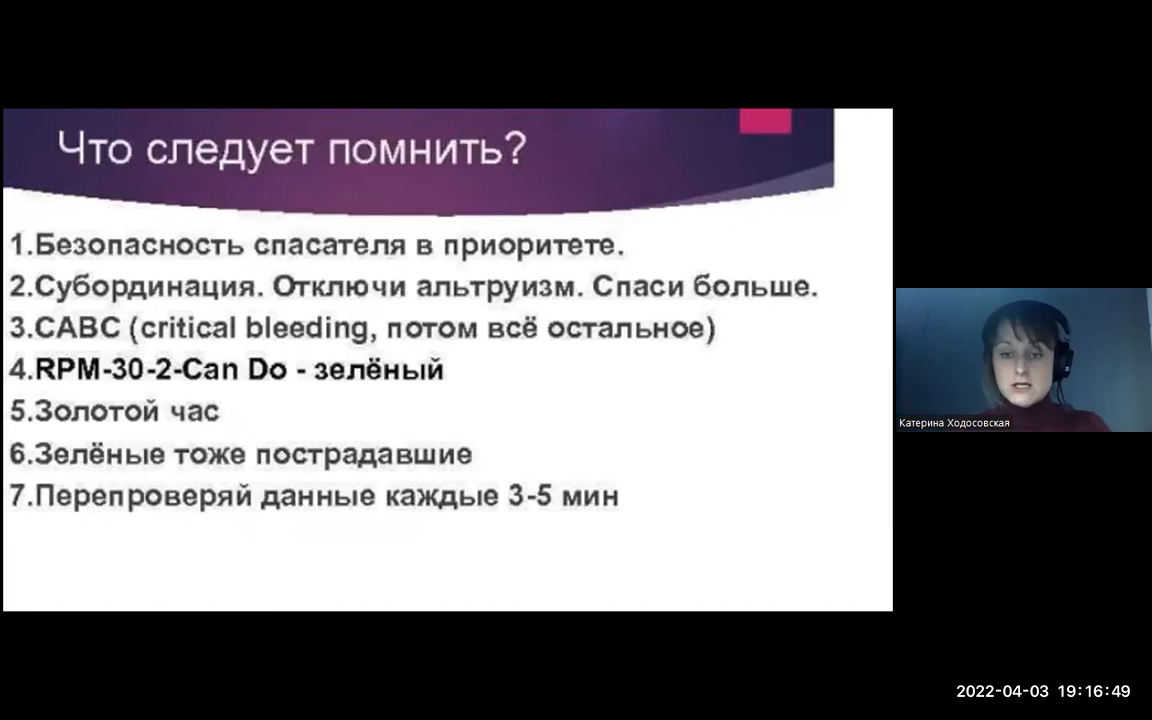 Что следует помнить?
1.Безопасность спасателя в приоритете.
2.Субординация. Отключи альтруизм. Спаси больше.
3.CABC (critical bleeding, потом всё остальное)
4.RPM-30-2-Can Do - зелёный
5.Золотой час
6.Зелёные тоже пострадавшие
7.Перепроверяй данные каждые 3-5 мин
Катерина Ходосовская
2022-04-03 19:16:49